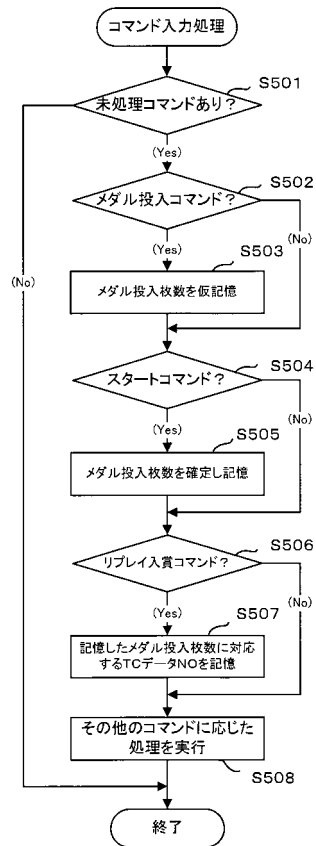 コマンド入力処理
S501
未処理コマンドあり？
(Yes)
S502
メダル投入コマンド？
(No)
(Yes)
S503
(No)
メダル投入枚数を仮記憶
S504
スタートコマンド？
(Yes)
(No)
S505
メダル投入枚数を確定し記憶
S506
リプレイ入賞コマンド？
(Yes)
(No)
S507
記憶したメダル投入枚数に対応
するTCデータNOを記憶
その他のコマンドに応じた
処理を実行
S508
終了